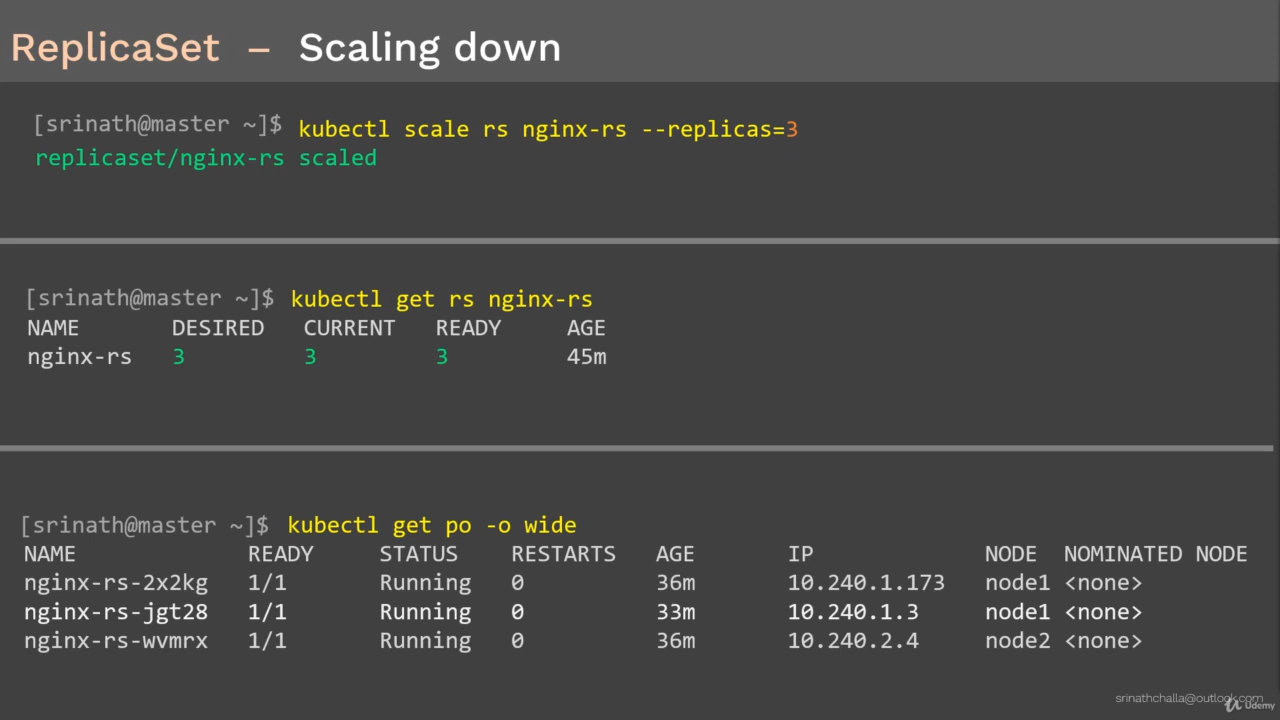 ReplicaSet – Scaling down
[srinath@master ~]$ kubectl scale rs nginx-rs --replicas=3
replicaset/nginx-rs scaled
[srinath@master ~]$ kubectl get rs nginx-rs
NAME DESIRED CURRENT READY AGE
nginx-rs 3 3 3 45m
[srinath@master ~]$ kubectl get po -o wide
NAME READY STATUS RESTARTS AGE IP NODE NOMINATED NODE
nginx-rs-2x2kg 1/1 Running 0 36m 10.240.1.173 node1 <none>
nginx-rs-jgt28 1/1 Running 0 33m 10.240.1.3 node1 <none>
nginx-rs-wvmrx 1/1 Running 0 36m 10.240.2.4 node2 <none>
srinathchalla@outlook.com
Udemy